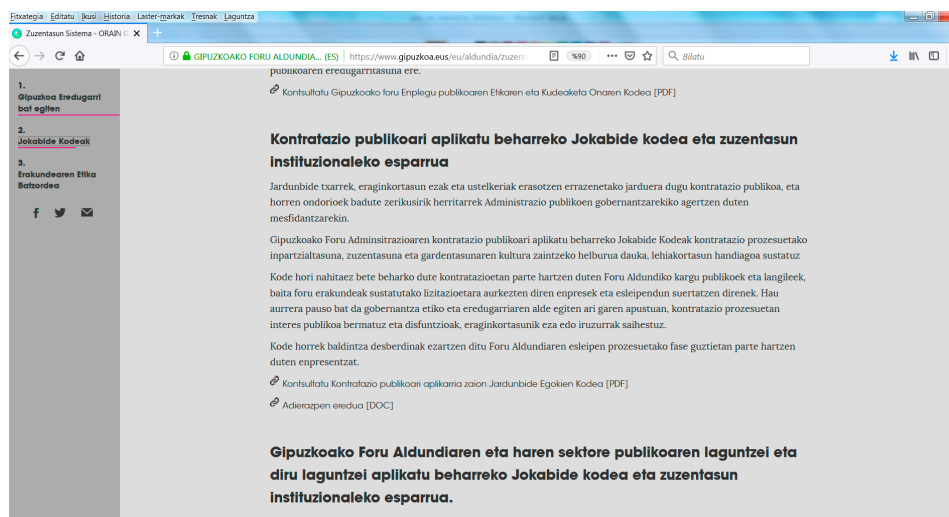 Fitxategia Editatu Ikusi Historia Laster-markak Tresnak Laguntza
Zuzentasun Sistema - ORAIN G
GIPUZKOAKO FORU ALDUNDIA... (ES) https://www.gipuzkoa.eus/eu/aldundia/zuzent %90 ... Bilatu
1.
Gipuzkoa Eredugarri
bat egiten
2.
Jokabide Kodeak
3.
Erakundearen Etika
Batzordea
publikoaren eredugarritasuna ere.
Kontsultatu Gipuzkoako foru Enplegu publikoaren Etikaren eta Kudeaketa Onaren Kodea [PDF]
Kontratazio publikoari aplikatu beharreko Jokabide kodea eta zuzentasun
instituzionaleko esparrua
Jardunbide txarrek, eraginkortasun ezak eta ustelkeriak erasotzen errazenetako jarduera dugu kontratazio publikoa, eta
horren ondorioek badute zerikusirik herritarrek Administrazio publikoen gobernantzarekiko agertzen duten
mesfidantzarekin.
Gipuzkoako Foru Adminsitrazioaren kontratazio publikoari aplikatu beharreko Jokabide Kodeak kontratazio prozesuetako
inpartzialtasuna, zuzentasuna eta gardentasunaren kultura zaintzeko helburua dauka, lehiakortasun handiagoa sustatuz
Kode hori nahitaez bete beharko dute kontratazioetan parte hartzen duten Foru Aldundiko kargu publikoek eta langileek,
baita foru erakundeak sustatutako lizitazioetara aurkezten diren enpresek eta esleipendun suertatzen direnek. Hau
aurrera pauso bat da gobernantza etiko eta eredugarriaren alde egiten ari garen apustuan, kontratazio prozesuetan
interes publikoa bermatuz eta disfuntzioak, eraginkortasunik eza edo iruzurrak saihestuz.
Kode horrek baldintza desberdinak ezartzen ditu Foru Aldundiaren esleipen prozesuetako fase guztietan parte hartzen
duten enpresentzat.
Kontsultatu Kontratazio publikoari aplikarria zaion Jardunbide Egokien Kodea [PDF]
Adierazpen eredua [DOC]
Gipuzkoako Foru Aldundiaren eta haren sektore publikoaren laguntzei eta
diru laguntzei aplikatu beharreko Jokabide kodea eta zuzentasun
instituzionaleko esparrua.